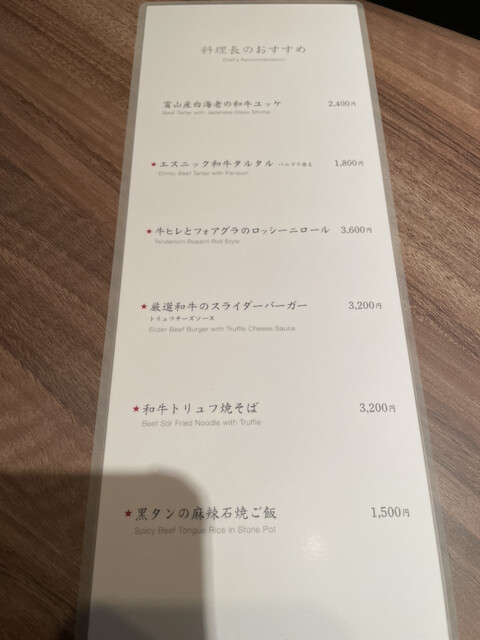 料理長のおすすめ
Chef's Recommendation
富山産白海老の和牛ユッケ 2,400円
Beef Tarter with Japanese Glass Shrimp
★エスニック和牛タルタル パニプリ添え 1,800円
Ethnic Beef Tarter with Panipuri
★牛ヒレとフォアグラのロッシーニロール 3,600円
Tenderloin Rossini Roll Style
★厳選和牛のスライダーバーガー 3,200円
トリュフチーズソース
Slider Beef Burger with Truffle Cheese Sauce
★和牛トリュフ焼そば 3,200円
Beef Stir Fried Noodle with Truffle
★黒タンの麻辣石焼ご飯 1,500円
Spicy Beef Tongue Rice in Stone Pot